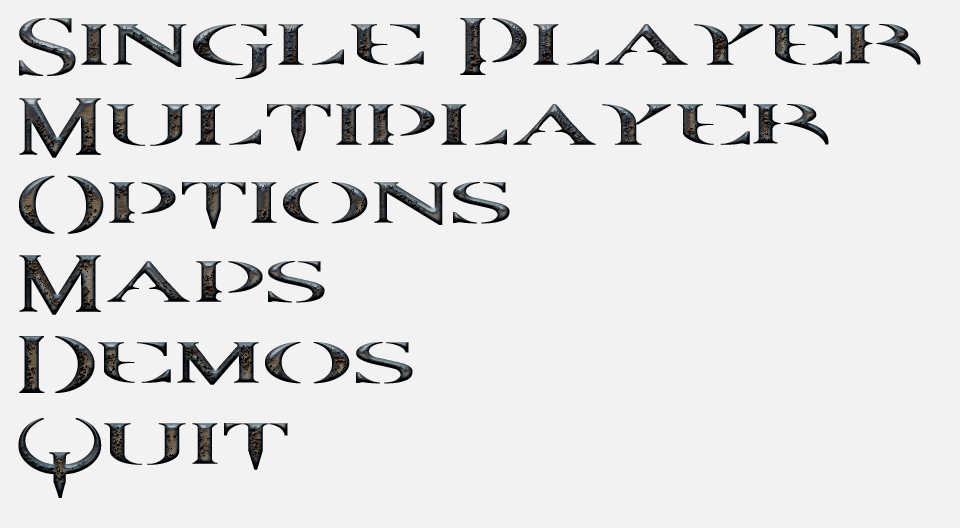 Single Player
Multiplayer
Options
Maps
Demos
Quit